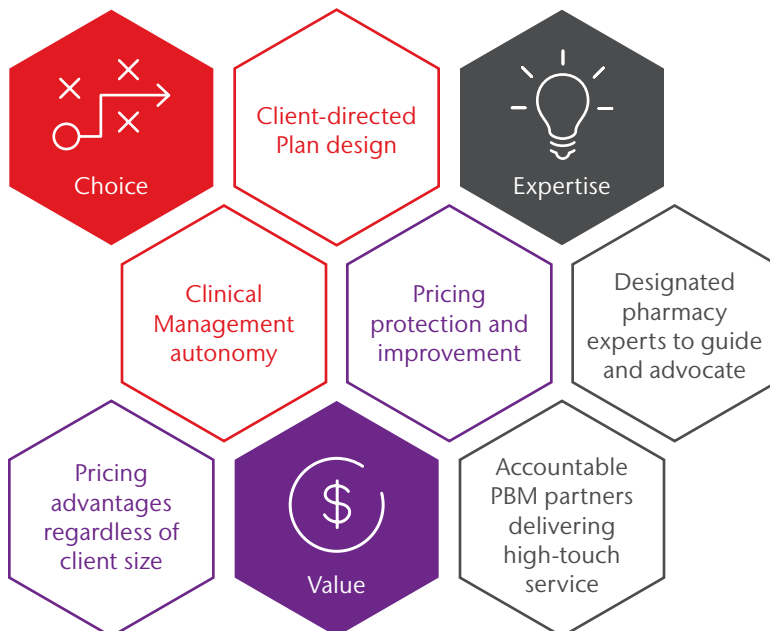 Choice
Client-directed
Plan design
Expertise
Clinical
Management
autonomy
Pricing
protection and
improvement
Designated
pharmacy
experts to guide
and advocate
Pricing
advantages
regardless of
client size
$
Value
Accountable
PBM partners
delivering
high-touch
service